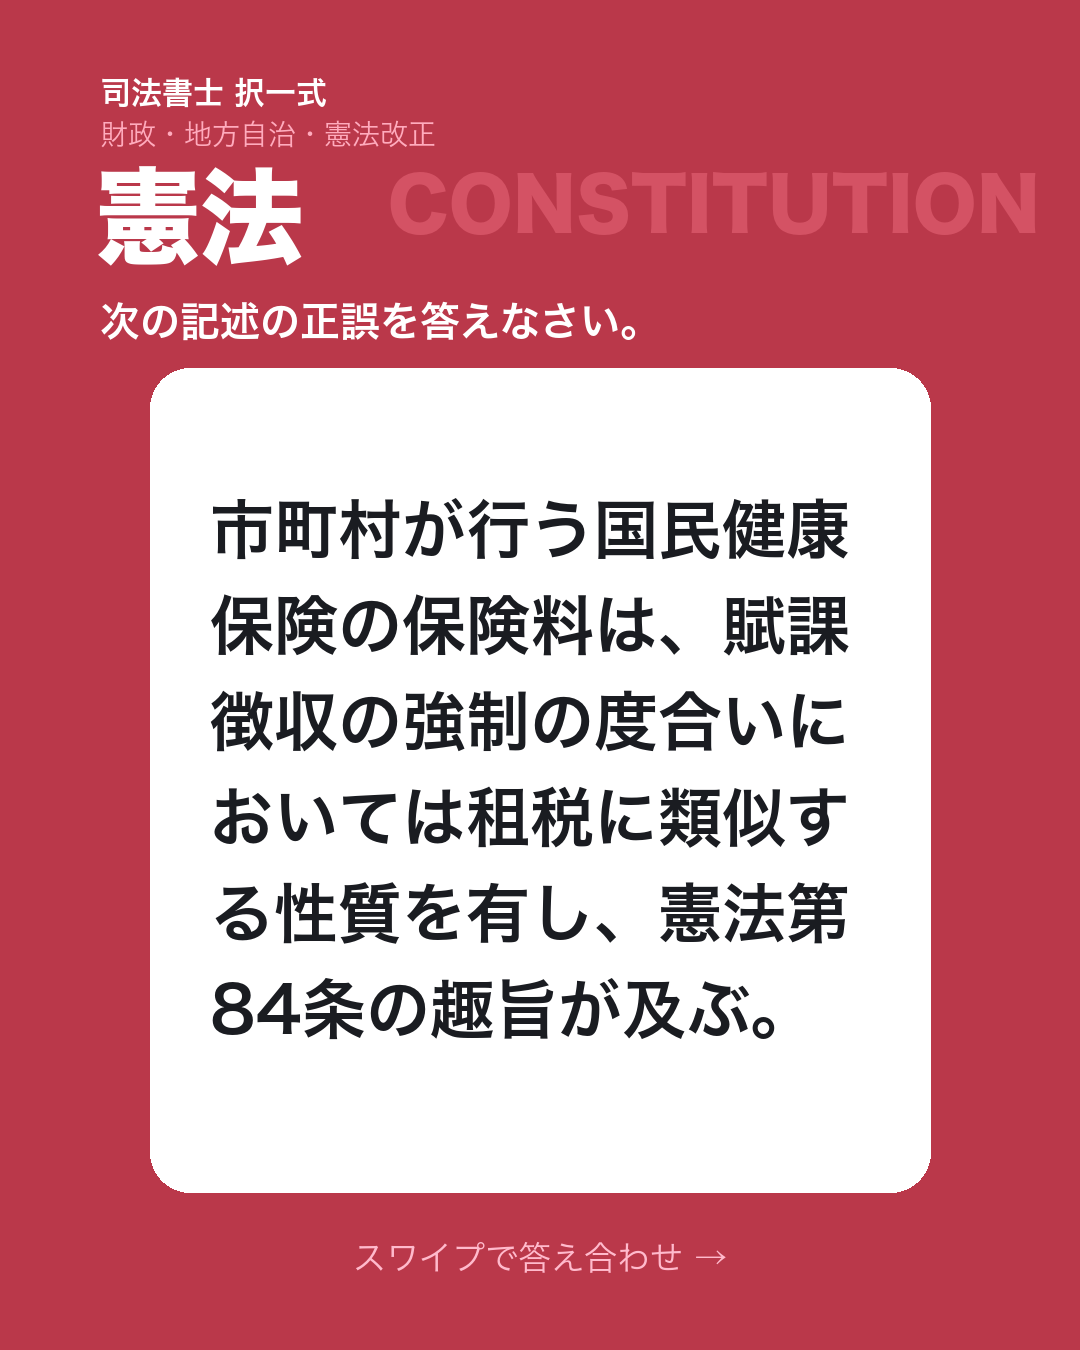 司法書士 択一式
財政・地方自治・憲法改正
憲法
CONSTITUTION
次の記述の正誤を答えなさい。
市町村が行う国民健康
保険の保険料は、賦課
徴収の強制の度合いに
おいては租税に類似す
る性質を有し、憲法第
84条の趣旨が及ぶ。
スワイプで答え合わせ →